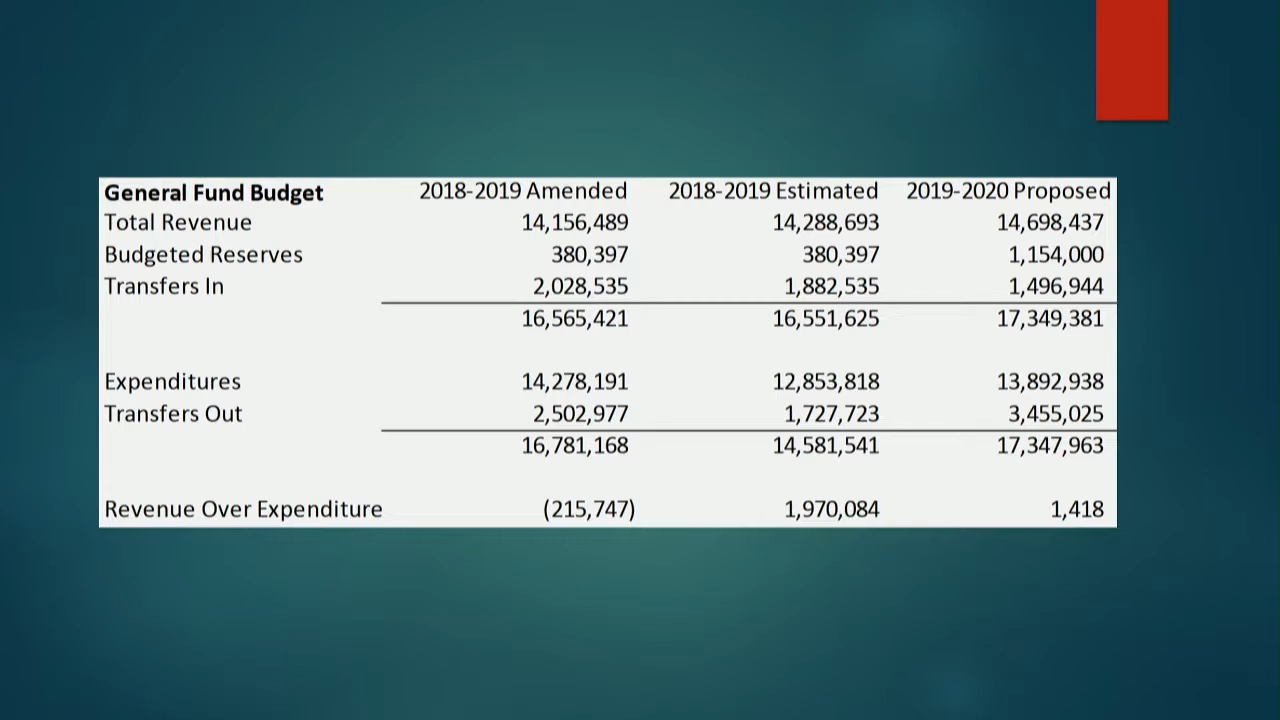 General Fund Budget 2018-2019 Amended 2018-2019 Estimated 2019-2020 Proposed
Total Revenue 14,156,489 14,288,693 14,698,437
Budgeted Reserves 380,397 380,397 1,154,000
Transfers In 2,028,535 1,882,535 1,496,944
16,565,421 16,551,625 17,349,381
Expenditures 14,278,191 12,853,818 13,892,938
Transfers Out 2,502,977 1,727,723 3,455,025
16,781,168 14,581,541 17,347,963
Revenue Over Expenditure (215,747) 1,970,084 1,418